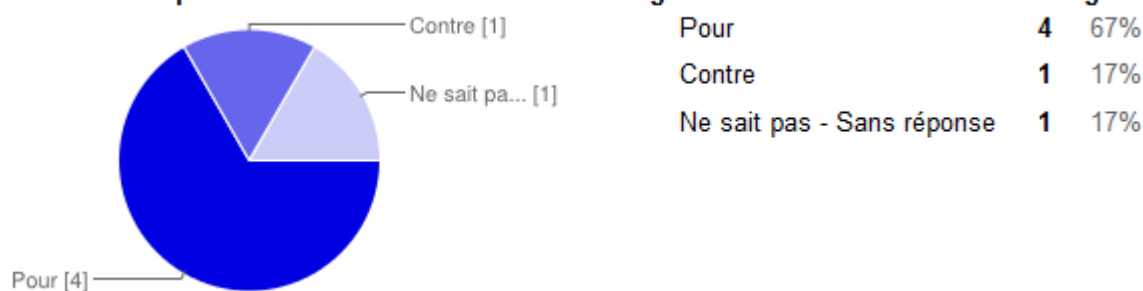 Contre [1]
Ne sait pa... [1]
Pour [4]
Pour 4 67%
Contre 1 17%
Ne sait pas - Sans réponse 1 17%